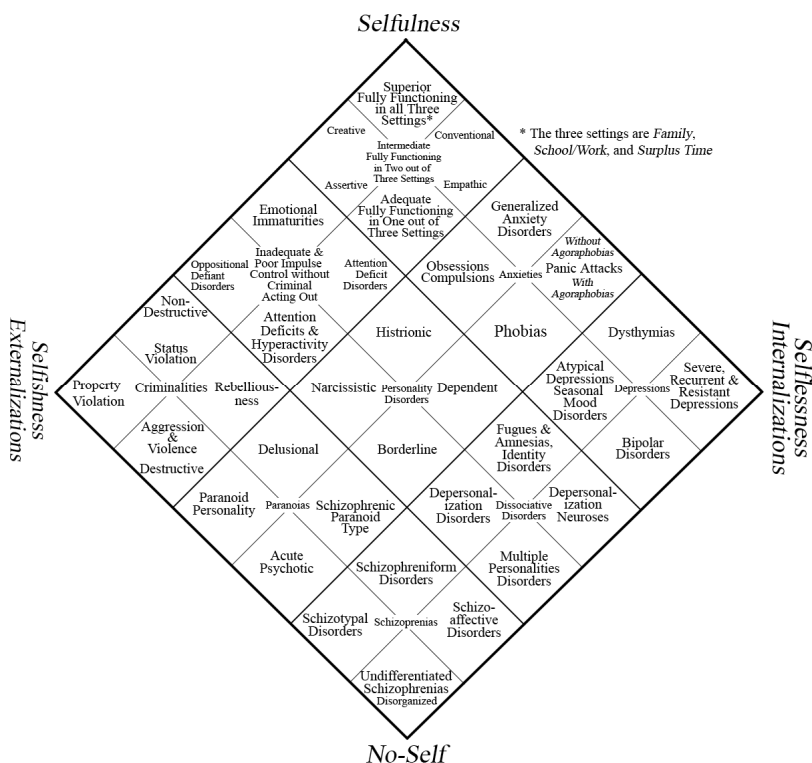 Selfulness
Superior
Fully Functioning
in all Three
Settings*
Creative
Conventional
* The three settings are Family,
School/Work, and Surplus Time
Intermediate
Fully Functioning
in Two out of
Three Settings
Assertive
Empathic
Adequate
Fully Functioning
in One out of
Three Settings
Emotional
Immaturities
Generalized
Anxiety
Disorders
Oppositional
Defiant
Disorders
Inadequate &
Poor Impulse
Control without
Criminal
Acting Out
Attention
Deficit
Disorders
Obsessions
Compulsions
Anxieties
Without
Agoraphobias
Panic Attacks
With
Agoraphobias
Non-
Destructive
Attention
Deficits &
Hyperactivity
Disorders
Histrionic
Phobias
Dysthymias
Status
Violation
Selfishness
Externalizations
Property
Violation
Criminalities
Rebellious-
ness
Narcissistic
Personality
Disorders
Dependent
Atypical
Depressions
Seasonal
Mood
Disorders
Depressions
Severe,
Recurrent &
Resistant
Depressions
Selflessness
Internalizations
Aggression
&
Violence
Destructive
Delusional
Borderline
Fugues &
Amnesias,
Identity
Disorders
Bipolar
Disorders
Paranoid
Personality
Paranoias
Schizophrenic
Paranoid
Type
Depersonal-
ization
Disorders
Dissociative
Disorders
Depersonal-
ization
Neuroses
Acute
Psychotic
Schizophreniform
Disorders
Multiple
Personalities
Disorders
Schizotypal
Disorders
Schizoprenias
Schizo-
affective
Disorders
Undifferentiated
Schizophrenias
Disorganized
No-Self